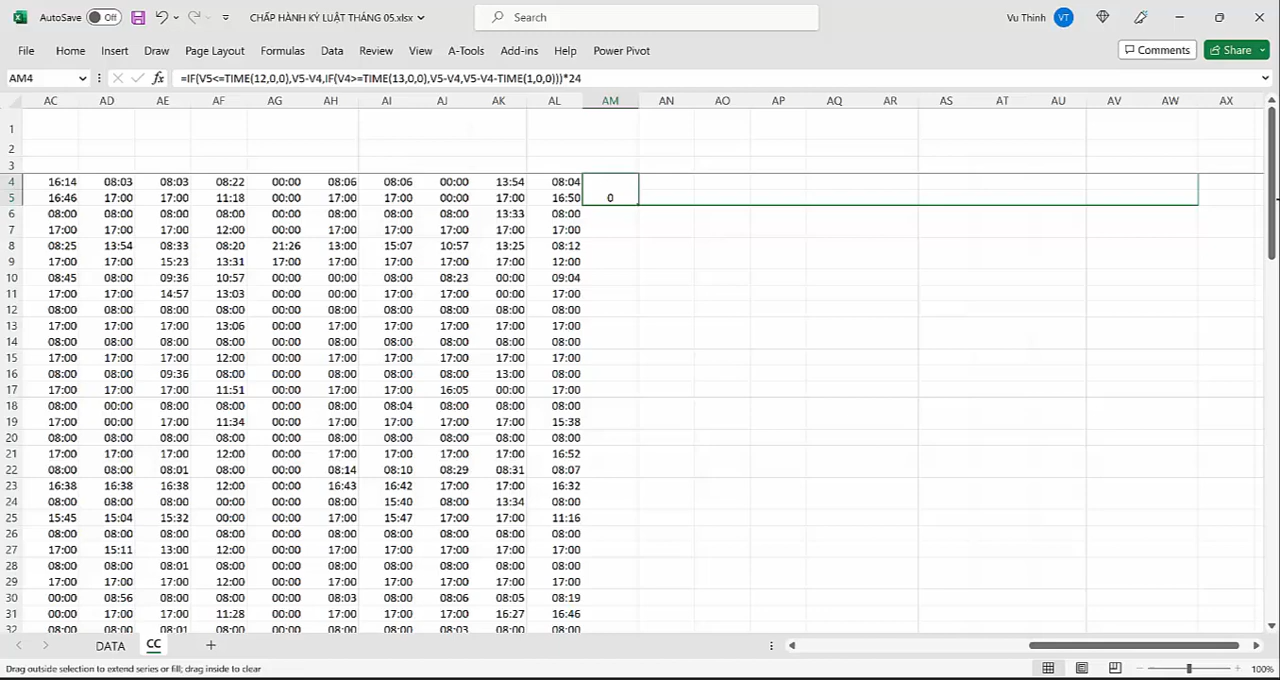 AutoSave Off CHẤP HÀNH KỶ LUẬT THÁNG 05.xlsx Search Vu Thinh VT
File Home Insert Draw Page Layout Formulas Data Review View A-Tools Add-ins Help Power Pivot Comments Share
AM4 fx =IF(V5<=TIME(12,0,0),V5-V4,IF(V4>=TIME(13,0,0),V5-V4,V5-V4-TIME(1,0,0)))*24
AC AD AE AF AG AH AI AJ AK AL AM AN AO AP AQ AR AS AT AU AV AW AX
1
2
3
4 16:14 08:03 08:03 08:22 00:00 08:06 08:06 00:00 13:54 08:04
5 16:46 17:00 17:00 11:18 00:00 17:00 17:00 00:00 17:00 16:50 0
6 08:00 08:00 08:00 08:00 00:00 08:00 08:00 08:00 13:33 08:00
7 17:00 17:00 17:00 12:00 00:00 17:00 17:00 17:00 17:00 17:00
8 08:25 13:54 08:33 08:20 21:26 13:00 15:07 10:57 13:25 08:12
9 17:00 17:00 15:23 13:31 17:00 17:00 17:00 17:00 17:00 12:00
10 08:45 08:00 09:36 10:57 00:00 00:00 08:00 08:23 00:00 09:04
11 17:00 17:00 14:57 13:03 00:00 00:00 17:00 17:00 00:00 17:00
12 08:00 08:00 08:00 08:00 00:00 08:00 08:00 08:00 08:00 08:00
13 17:00 17:00 17:00 13:06 00:00 17:00 17:00 17:00 17:00 17:00
14 08:00 08:00 08:00 08:00 00:00 08:00 08:00 08:00 08:00 08:00
15 17:00 17:00 17:00 12:00 00:00 17:00 17:00 17:00 17:00 17:00
16 08:00 08:00 09:36 08:00 00:00 08:00 08:00 08:00 13:00 08:00
17 17:00 17:00 17:00 11:51 00:00 17:00 17:00 16:05 00:00 17:00
18 08:00 00:00 08:00 08:00 00:00 08:00 08:04 08:00 08:00 08:00
19 17:00 00:00 17:00 11:34 00:00 17:00 17:00 17:00 17:00 15:38
20 08:00 08:00 08:00 08:00 00:00 08:00 08:00 08:00 08:00 08:00
21 17:00 17:00 17:00 12:00 00:00 17:00 17:00 17:00 17:00 16:52
22 08:00 08:00 08:01 08:00 00:00 08:14 08:10 08:29 08:31 08:07
23 16:38 16:38 16:38 12:00 00:00 16:43 16:42 17:00 17:00 16:32
24 08:00 08:00 08:00 00:00 00:00 08:00 15:40 08:00 13:34 08:00
25 15:45 15:04 15:32 00:00 00:00 17:00 15:47 17:00 17:00 11:16
26 08:00 08:00 08:00 08:00 00:00 08:00 08:00 08:00 08:00 08:00
27 17:00 15:11 13:00 12:00 00:00 17:00 17:00 17:00 17:00 17:00
28 08:00 08:00 08:01 08:00 00:00 08:00 08:00 08:00 08:00 08:00
29 17:00 17:00 17:00 12:00 00:00 17:00 17:00 17:00 17:00 17:00
30 00:00 08:56 08:00 08:00 00:00 08:03 08:00 08:06 08:05 08:19
31 00:00 17:00 17:00 11:28 00:00 17:00 17:00 17:00 16:27 16:46
32 08:00 08:00 08:01 08:00 00:00 08:00 08:00 08:03 08:00 08:00
DATA CC
Drag outside selection to extend series or fill; drag inside to clear 100%